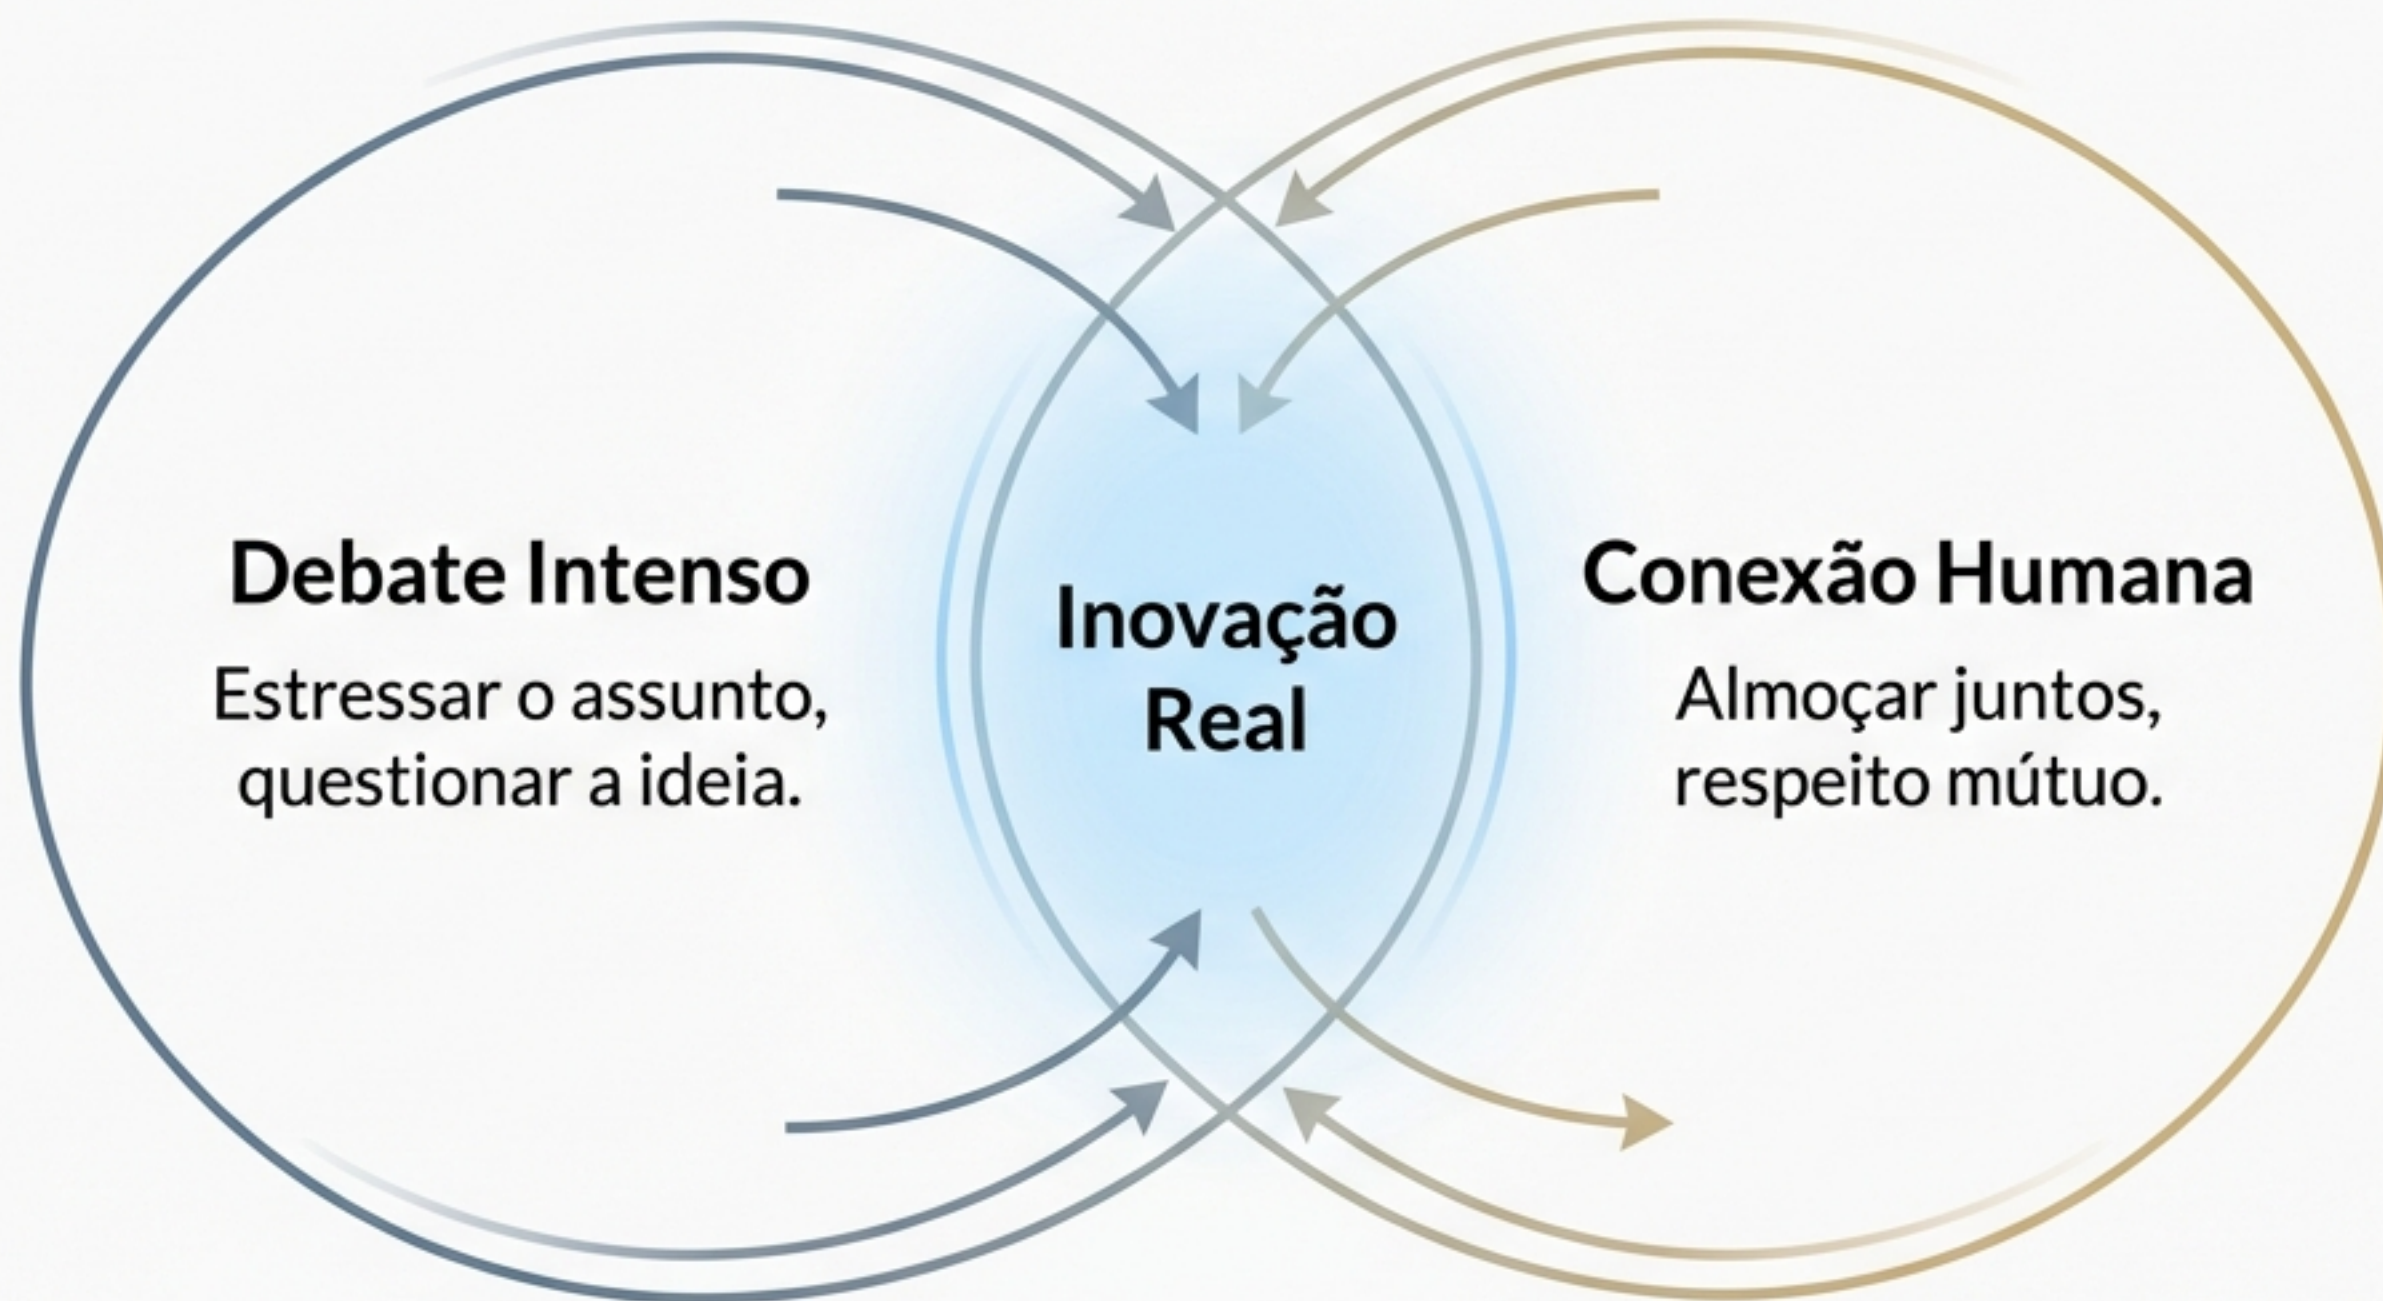 Debate Intenso
Estressar o assunto,
questionar a ideia.
Inovação
Real
Conexão Humana
Almoçar juntos,
respeito mútuo.